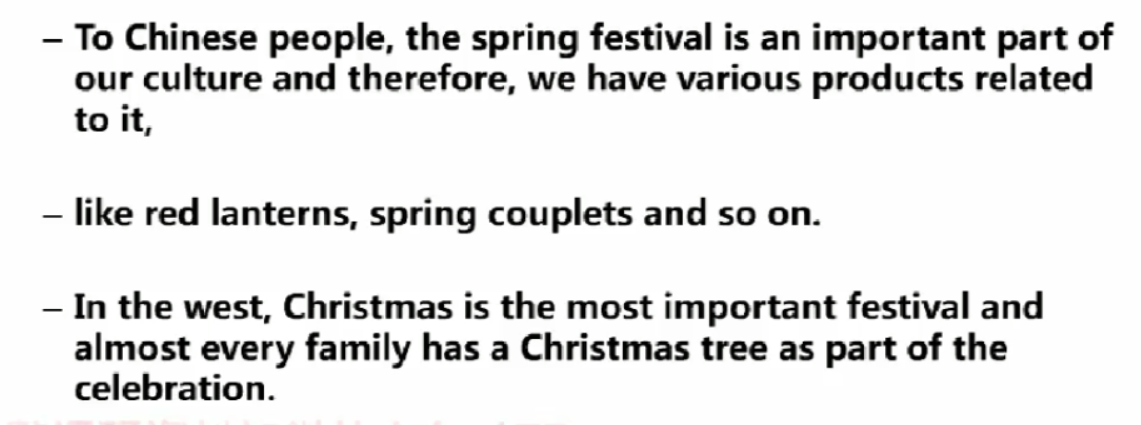 – To Chinese people, the spring festival is an important part of
our culture and therefore, we have various products related
to it,
– like red lanterns, spring couplets and so on.
– In the west, Christmas is the most important festival and
almost every family has a Christmas tree as part of the
celebration.